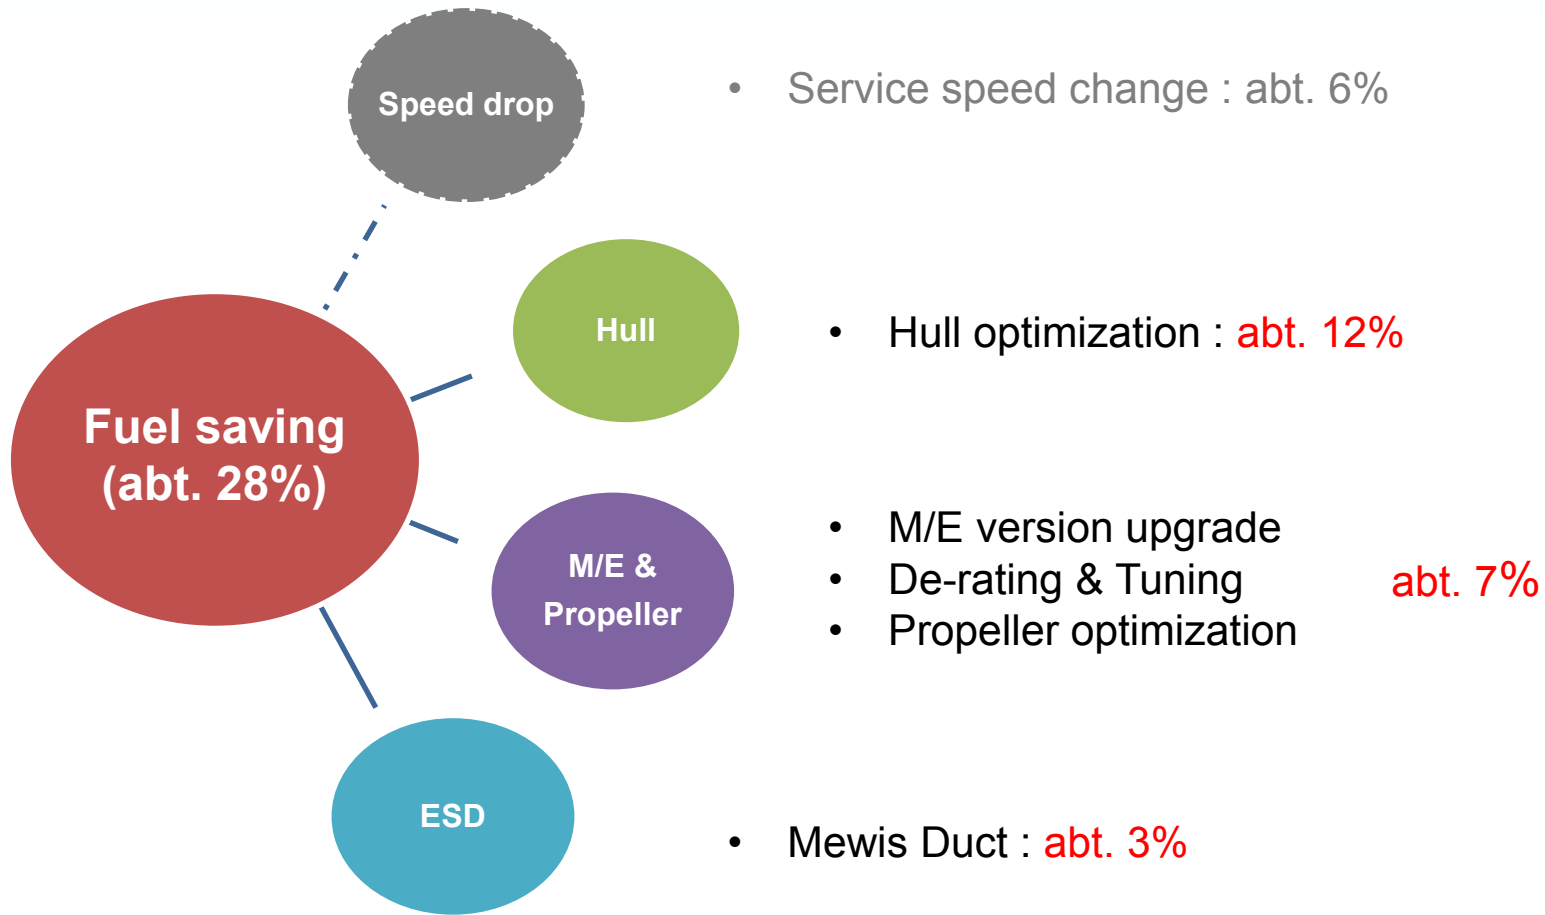 Speed drop
• Service speed change : abt. 6%
Hull
• Hull optimization : abt. 12%
Fuel saving
(abt. 28%)
M/E &
Propeller
• M/E version upgrade
• De-rating & Tuning abt. 7%
• Propeller optimization
ESD
• Mewis Duct : abt. 3%